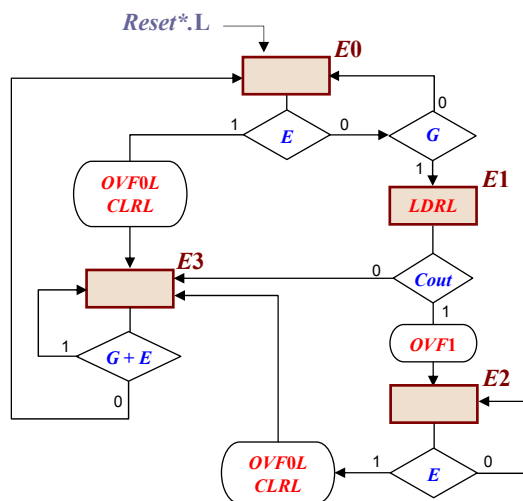 Reset*.L
E0
1
E
0
G
0
1
OVF0L
CLRL
E1
LDRL
E3
0
Cout
1
OVF1
1
G + E
0
E2
OVF0L
CLRL
1
E
0